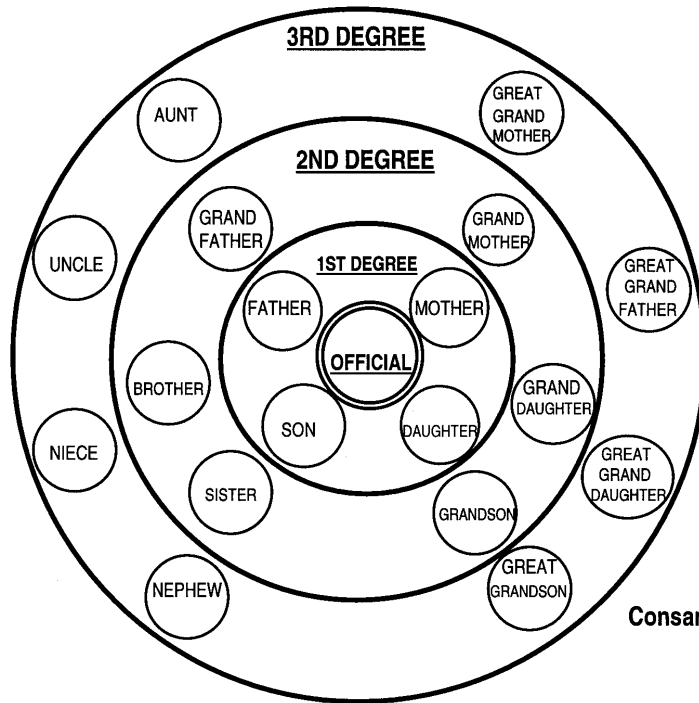 3RD DEGREE
AUNT
GREAT
GRAND
MOTHER
2ND DEGREE
GRAND
FATHER
GRAND
MOTHER
UNCLE
1ST DEGREE
GREAT
GRAND
FATHER
FATHER
MOTHER
OFFICIAL
BROTHER
GRAND
DAUGHTER
SON
DAUGHTER
NIECE
GREAT
GRAND
DAUGHTER
SISTER
GRANDSON
NEPHEW
GREAT
GRANDSON
Consan